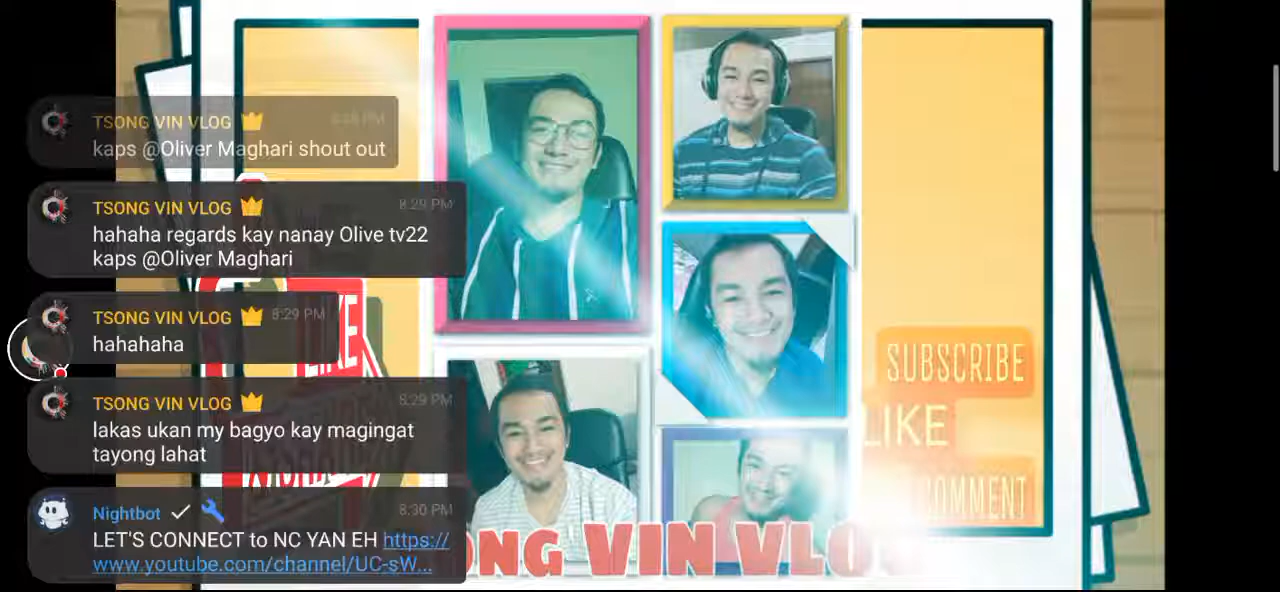 TSONG VIN VLOG
kaps @Oliver Maghari shout out
TSONG VIN VLOG 8:29 PM
hahaha regards kay nanay Olive tv22
kaps @Oliver Maghari
TSONG VIN VLOG 8:29 PM
hahahaha
TSONG VIN VLOG 8:29 PM
lakas ukan my bagyo kay magingat
tayong lahat
Nightbot 8:30 PM
LET'S CONNECT to NC YAN EH https://
www.youtube.com/channel/UC-sW...
LIKE
SUBSCRIBE
LIKE
COMMENT
ONG VIN VLOG